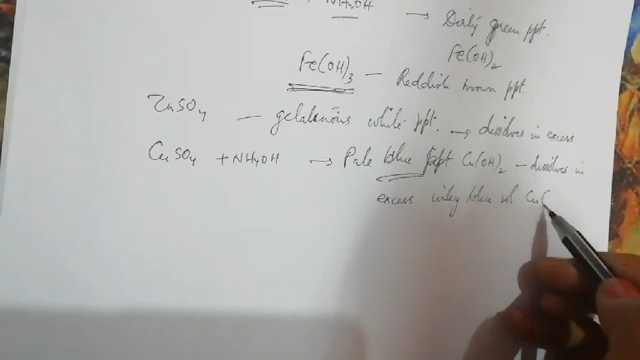 + NH4OH → Dirty green ppt.
Fe(OH)2
Fe(OH)3 — Reddish brown ppt
ZnSO4 — gelatinous white ppt. → dissolves in excess
CuSO4 + NH4OH → Pale blue ppt Cu(OH)2 – dissolves in
excess inky blue sol Cu(